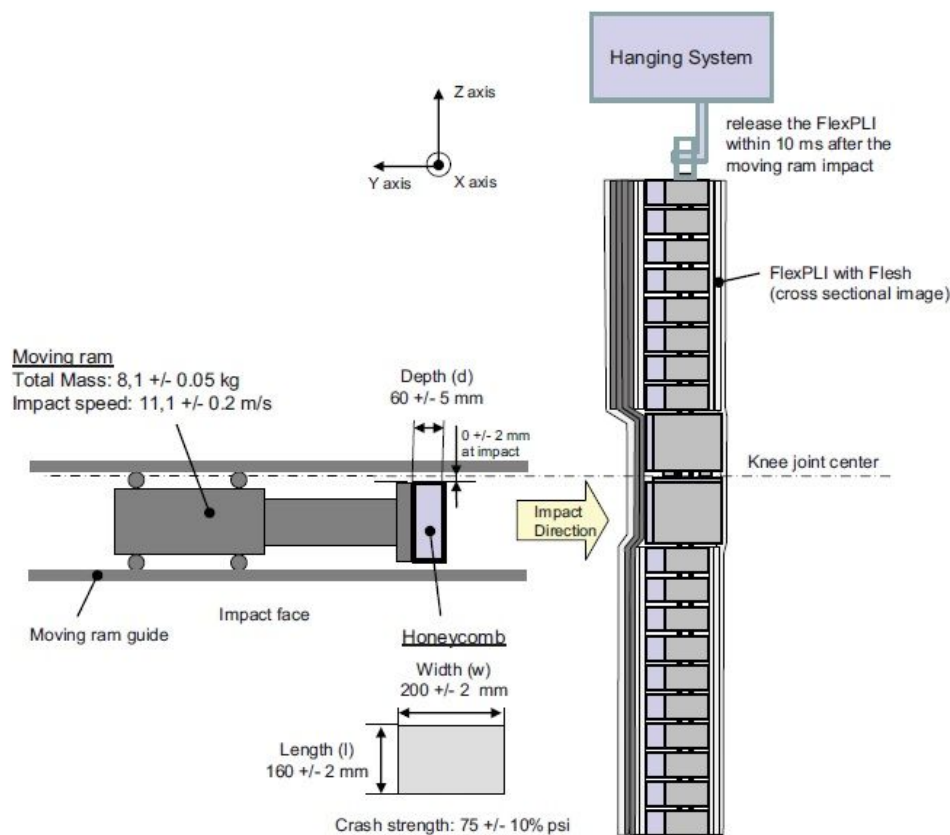 Hanging System
Z axis
Y axis
X axis
release the FlexPLI
within 10 ms after the
moving ram impact
FlexPLI with Flesh
(cross sectional image)
Moving ram
Total Mass: 8,1 +/- 0.05 kg
Impact speed: 11,1 +/- 0.2 m/s
Depth (d)
60 +/- 5 mm
0 +/- 2 mm
at impact
Knee joint center
Impact
Direction
Moving ram guide
Impact face
Honeycomb
Width (w)
200 +/- 2 mm
Length (l)
160 +/- 2 mm
Crash strength: 75 +/- 10% psi